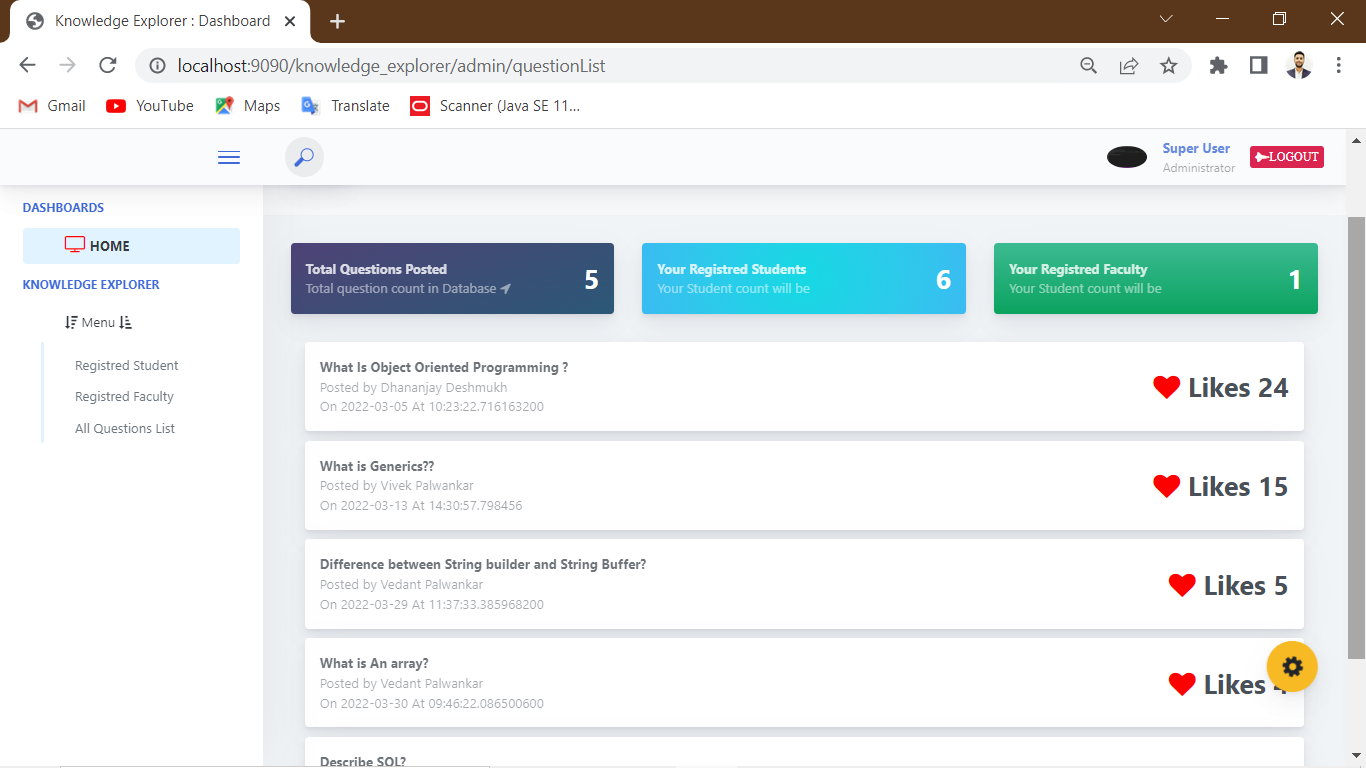 Knowledge Explorer : Dashboard
localhost:9090/knowledge_explorer/admin/questionList
Gmail YouTube Maps Translate Scanner (Java SE 11...
Super User
Administrator
LOGOUT
DASHBOARDS
HOME
KNOWLEDGE EXPLORER
Menu
Registred Student
Registred Faculty
All Questions List
Total Questions Posted
Total question count in Database
5
Your Registred Students
Your Student count will be
6
Your Registred Faculty
Your Student count will be
1
What Is Object Oriented Programming ?
Posted by Dhananjay Deshmukh
On 2022-03-05 At 10:23:22.716163200
Likes 24
What is Generics??
Posted by Vivek Palwankar
On 2022-03-13 At 14:30:57.798456
Likes 15
Difference between String builder and String Buffer?
Posted by Vedant Palwankar
On 2022-03-29 At 11:37:33.385968200
Likes 5
What is An array?
Posted by Vedant Palwankar
On 2022-03-30 At 09:46:22.086500600
Likes
Describe SQL?